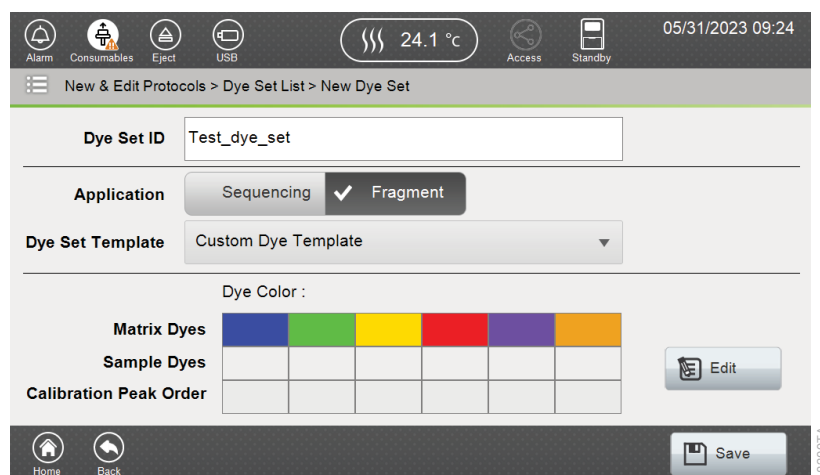 05/31/2023 09:24
24.1 °c
Alarm Consumables Eject USB Access Standby
New & Edit Protocols > Dye Set List > New Dye Set
Dye Set ID Test_dye_set
Application Sequencing Fragment
Dye Set Template Custom Dye Template
Dye Color :
Matrix Dyes
Sample Dyes
Edit
Calibration Peak Order
Save
Home Back